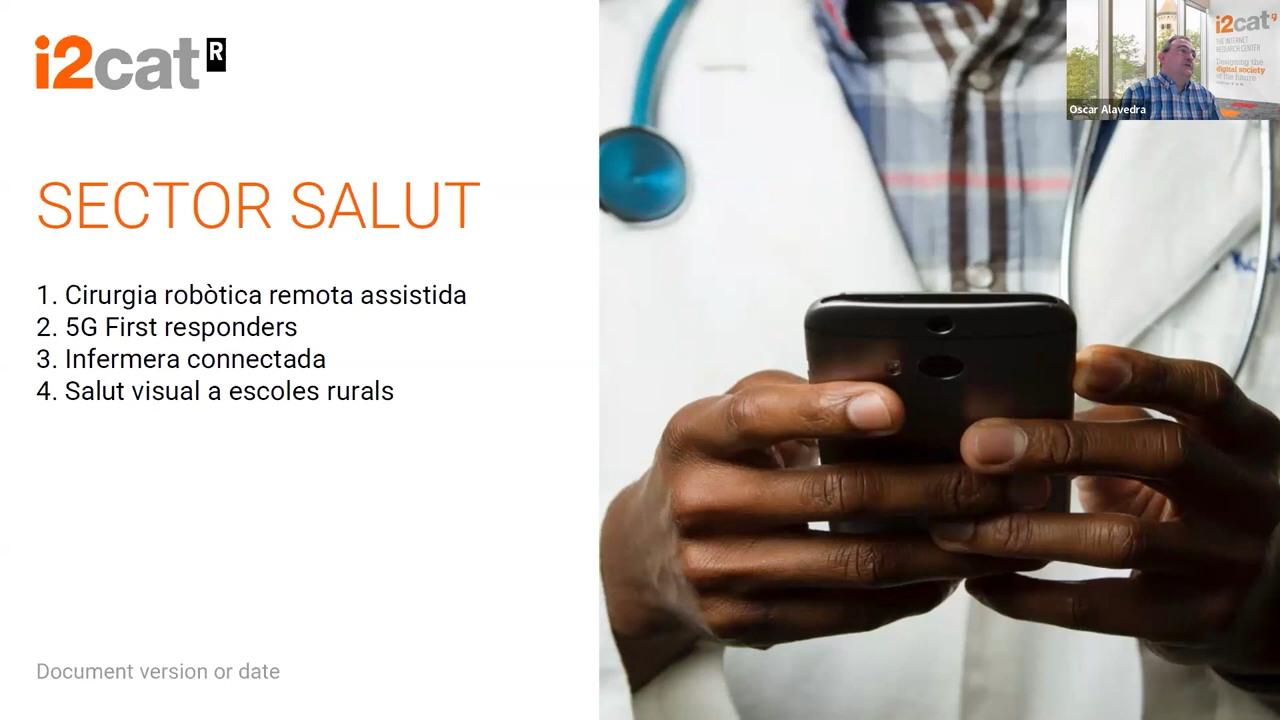 i2cat R
SECTOR SALUT
1. Cirurgia robòtica remota assistida
2. 5G First responders
3. Infermera connectada
4. Salut visual a escoles rurals
Document version or date
i2cat
THE INTERNET
RESEARCH CENTER
Designing the
digital society
of the future
Oscar Alavedra